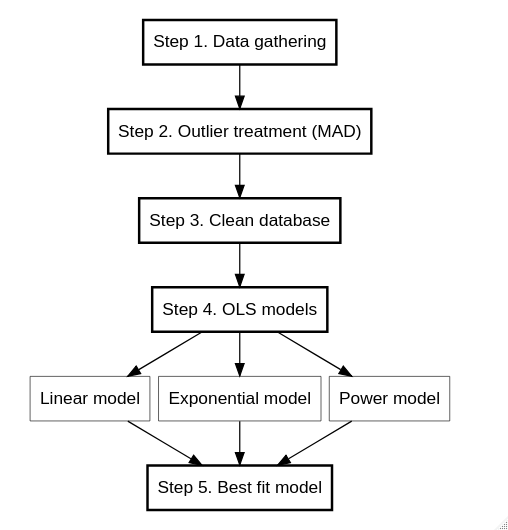 Step 1. Data gathering
Step 2. Outlier treatment (MAD)
Step 3. Clean database
Step 4. OLS models
Linear model
Exponential model
Power model
Step 5. Best fit model